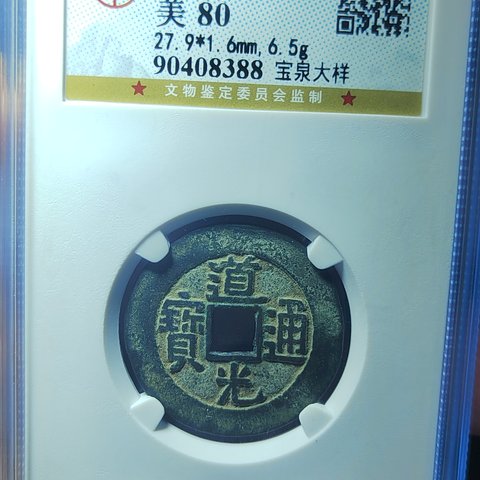 美 80
27.9*1.6mm,6.5g
90408388 宝泉大样
★ 文物鉴定委员会监制 ★
道光通寳